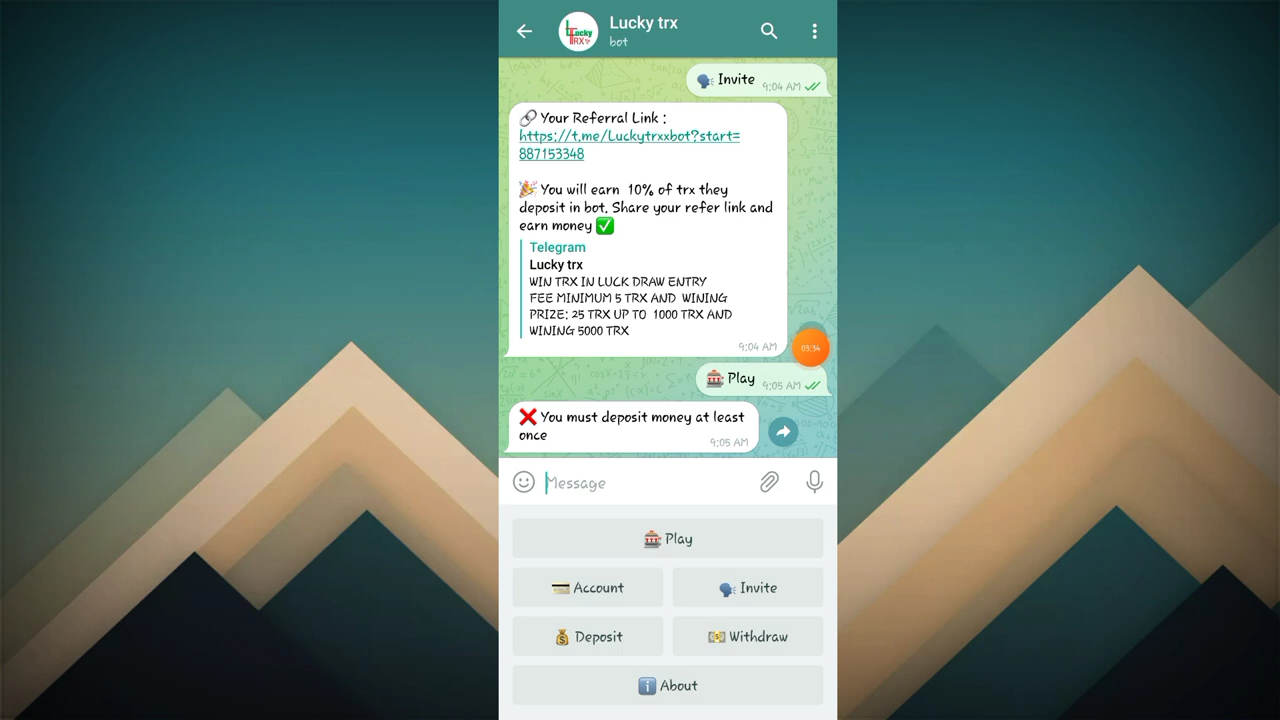 Lucky trx
bot
Lucky
TRX
Invite 9:04 AM
Your Referral Link :
https://t.me/Luckytrxxbot?start=
887153348
You will earn 10% of trx they
deposit in bot. Share your refer link and
earn money
Telegram
Lucky trx
WIN TRX IN LUCK DRAW ENTRY
FEE MINIMUM 5 TRX AND WINING
PRIZE: 25 TRX UP TO 1000 TRX AND
WINING 5000 TRX
9:04 AM
03:34
Play 9:05 AM
You must deposit money at least
once
9:05 AM
Message
Play
Account
Invite
Deposit
Withdraw
About